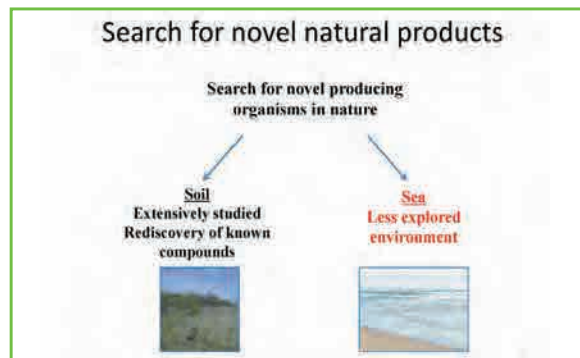 Search for novel natural products
Search for novel producing
organisms in nature
Soil
Extensively studied
Rediscovery of known
compounds
Sea
Less explored
environment